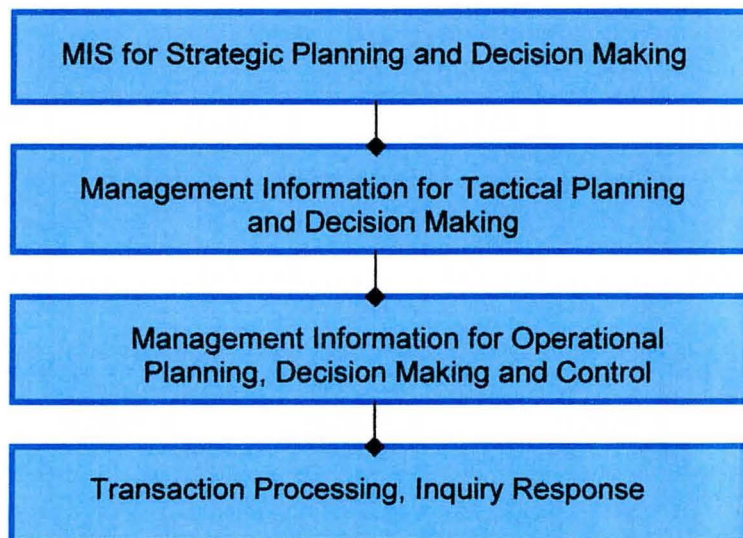 MIS for Strategic Planning and Decision Making
Management Information for Tactical Planning
and Decision Making
Management Information for Operational
Planning, Decision Making and Control
Transaction Processing, Inquiry Response